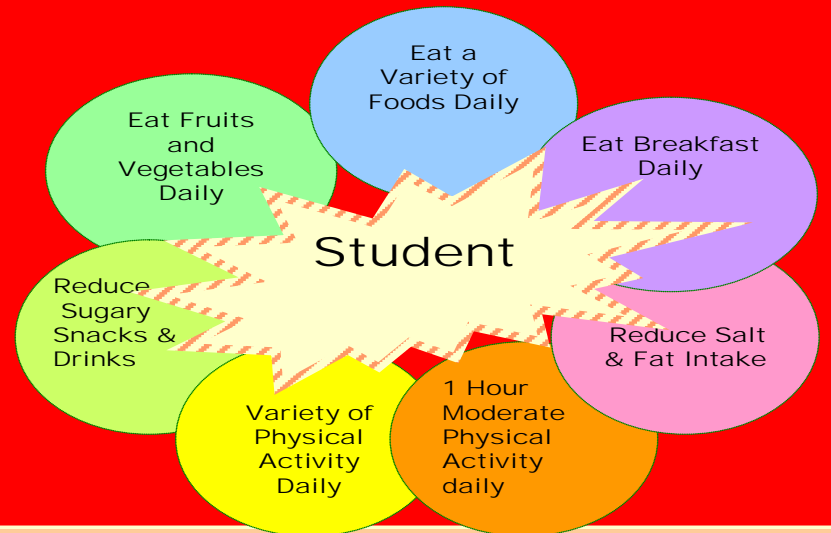 Eat a
Variety of
Foods Daily
Eat Fruits
and
Vegetables
Daily
Eat Breakfast
Daily
Student
Reduce
Sugary
Snacks &
Drinks
Reduce Salt
& Fat Intake
Variety of
Physical
Activity
Daily
1 Hour
Moderate
Physical
Activity
daily